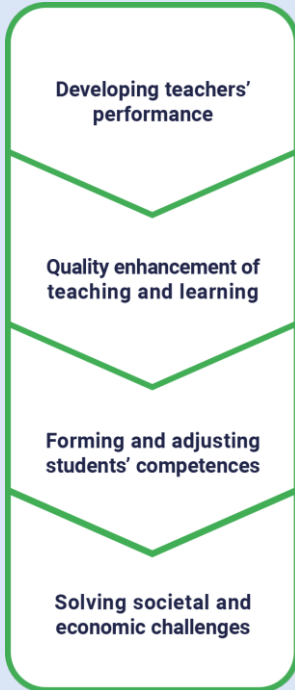 Developing teachers’
performance
Quality enhancement of
teaching and learning
Forming and adjusting
students’ competences
Solving societal and
economic challenges